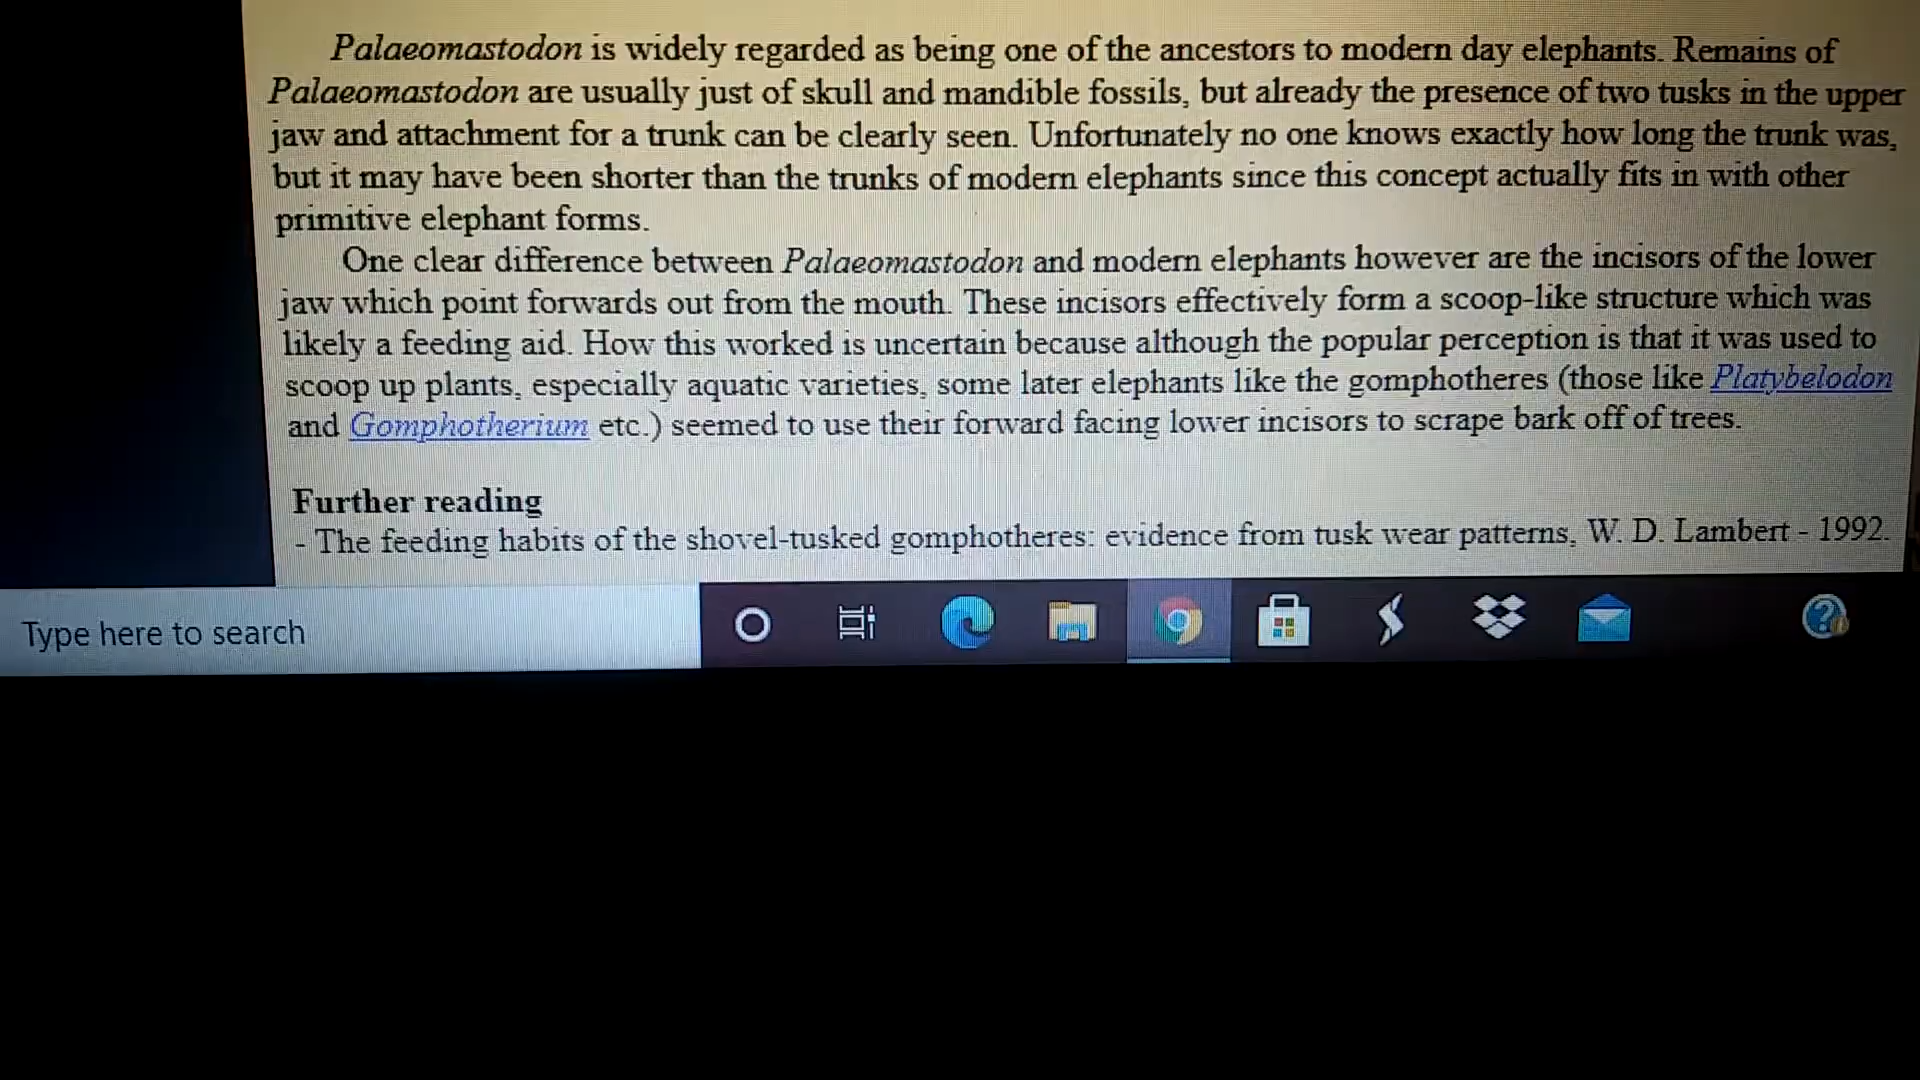 Palaeomastodon is widely regarded as being one of the ancestors to modern day elephants. Remains of
Palaeomastodon are usually just of skull and mandible fossils, but already the presence of two tusks in the upper
jaw and attachment for a trunk can be clearly seen. Unfortunately no one knows exactly how long the trunk was,
but it may have been shorter than the trunks of modern elephants since this concept actually fits in with other
primitive elephant forms.
One clear difference between Palaeomastodon and modern elephants however are the incisors of the lower
jaw which point forwards out from the mouth. These incisors effectively form a scoop-like structure which was
likely a feeding aid. How this worked is uncertain because although the popular perception is that it was used to
scoop up plants, especially aquatic varieties, some later elephants like the gomphotheres (those like Platybelodon
and Gomphotherium etc.) seemed to use their forward facing lower incisors to scrape bark off of trees.
Further reading
- The feeding habits of the shovel-tusked gomphotheres: evidence from tusk wear patterns, W. D. Lambert - 1992.
Type here to search